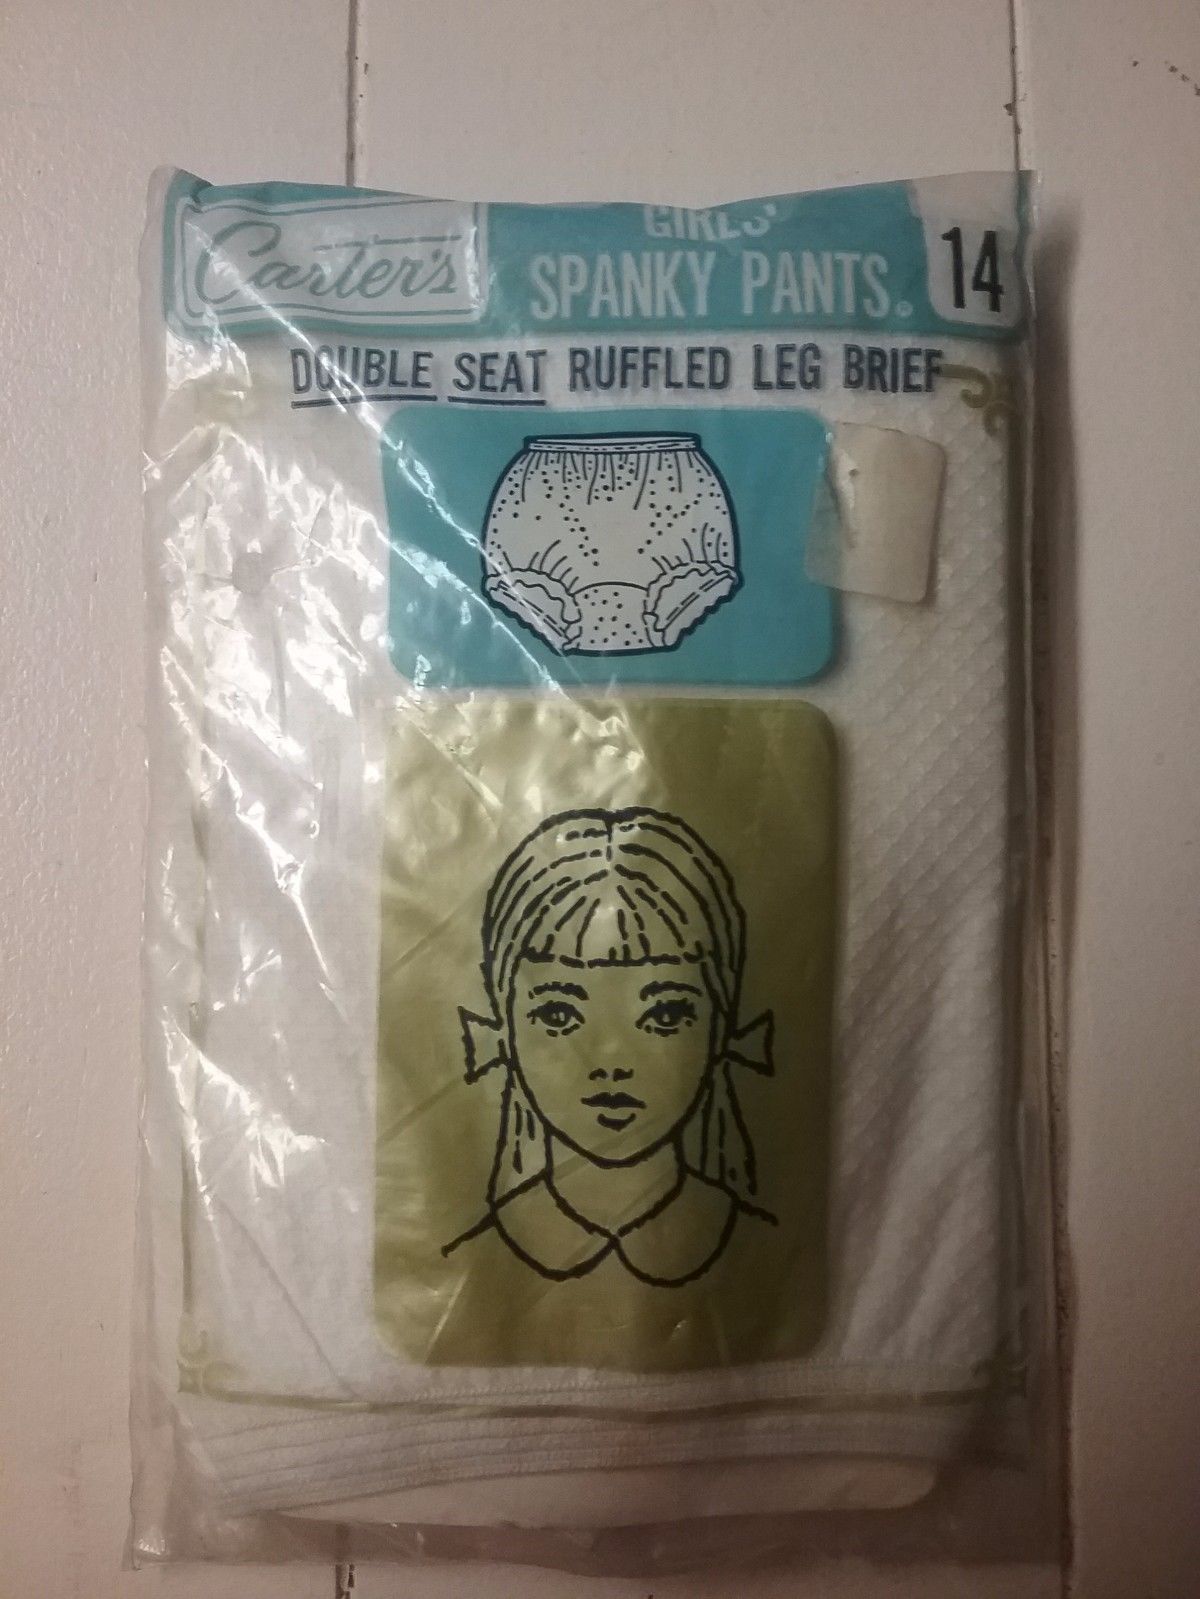 Carter's
GIRLS'
SPANKY PANTS®
14
DOUBLE SEAT RUFFLED LEG BRIEF